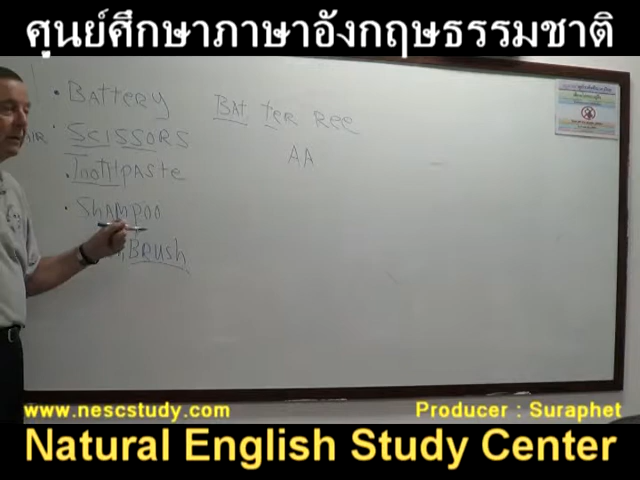 ศูนย์ศึกษาภาษาอังกฤษธรรมชาติ
• BATTERY
BAT TER REE
• SCISSORS
AA
• TOOTHPASTE
• SHAMPOO
BRUSH
www.nescstudy.com
Producer : Suraphet
Natural English Study Center